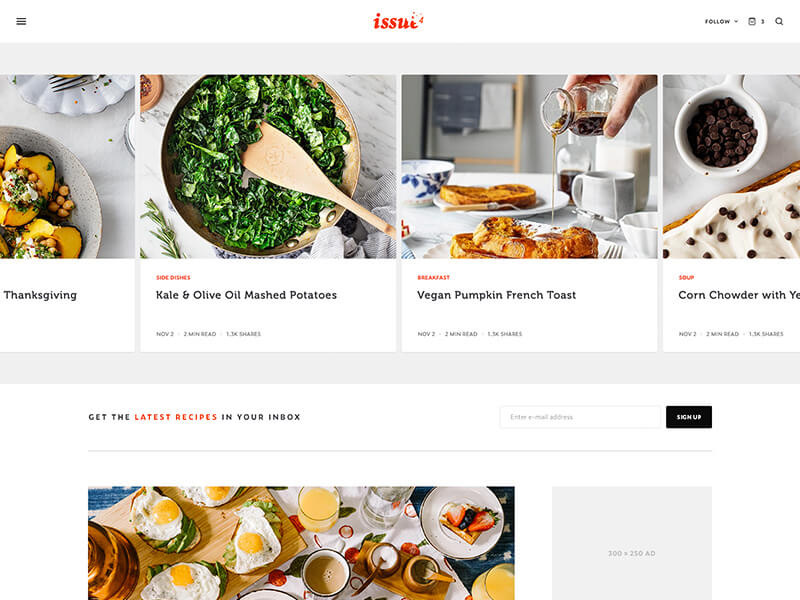 issue
FOLLOW
3
Thanksgiving
SIDE DISHES
Kale & Olive Oil Mashed Potatoes
NOV 2 2 MIN READ 1.3K SHARES
BREAKFAST
Vegan Pumpkin French Toast
NOV 2 2 MIN READ 1.3K SHARES
SOUP
Corn Chowder with Ye
NOV 2 2 MIN READ 1.3K SHARES
GET THE LATEST RECIPES IN YOUR INBOX
Enter e-mail address
SIGN UP
300 × 250 AD